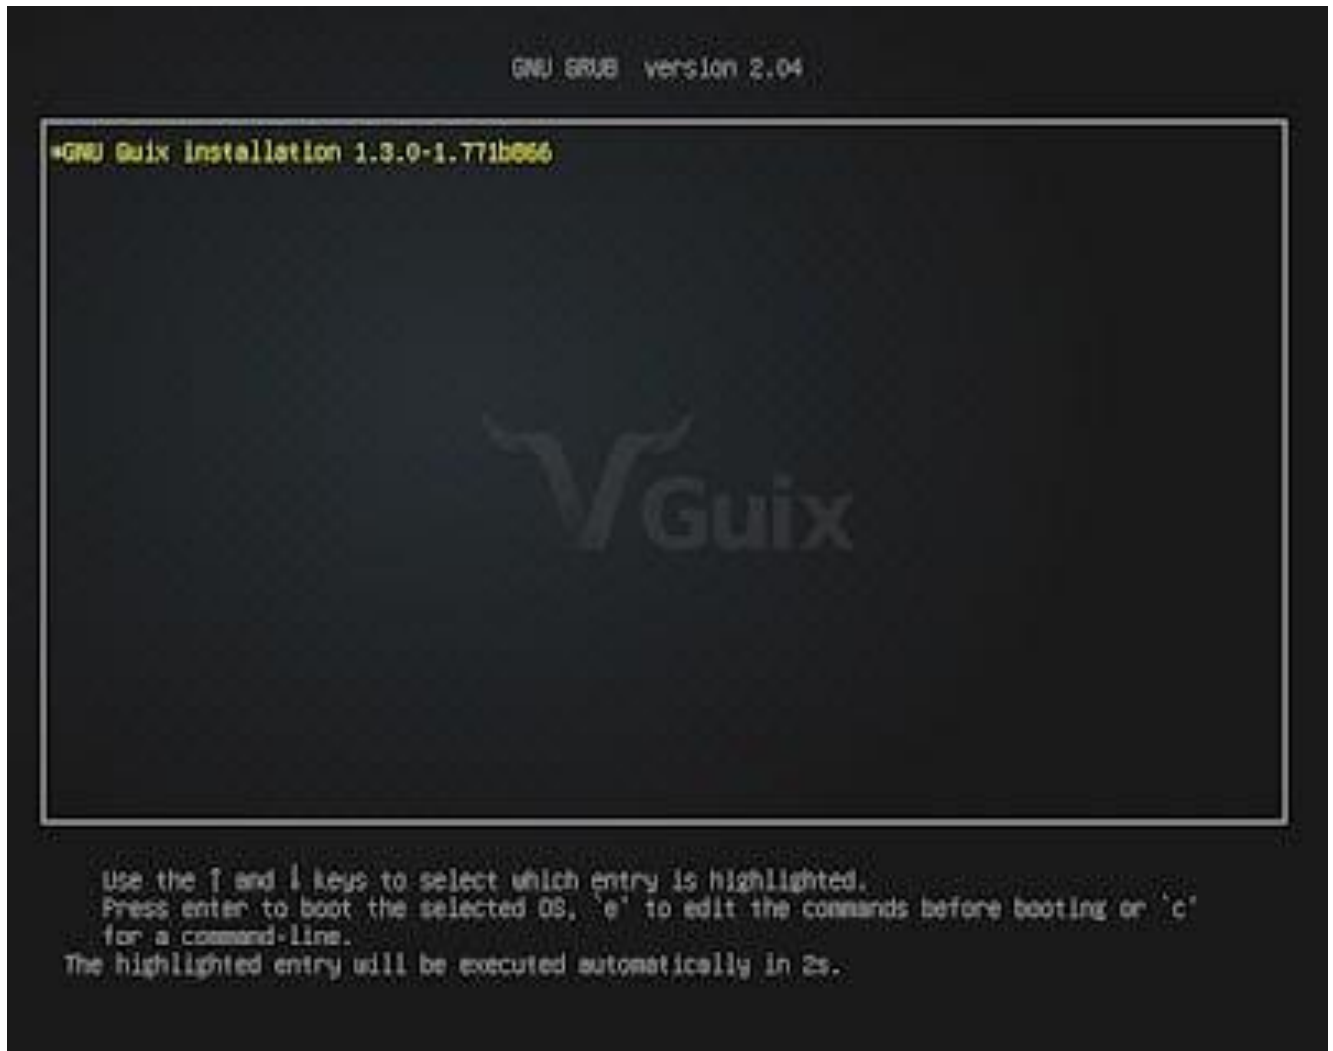 GNU GRUB version 2.04
*GNU Guix installation 1.3.0-1.771b866
Guix
Use the ↑ and ↓ keys to select which entry is highlighted.
Press enter to boot the selected OS, `e' to edit the commands before booting or `c'
for a command-line.
The highlighted entry will be executed automatically in 2s.